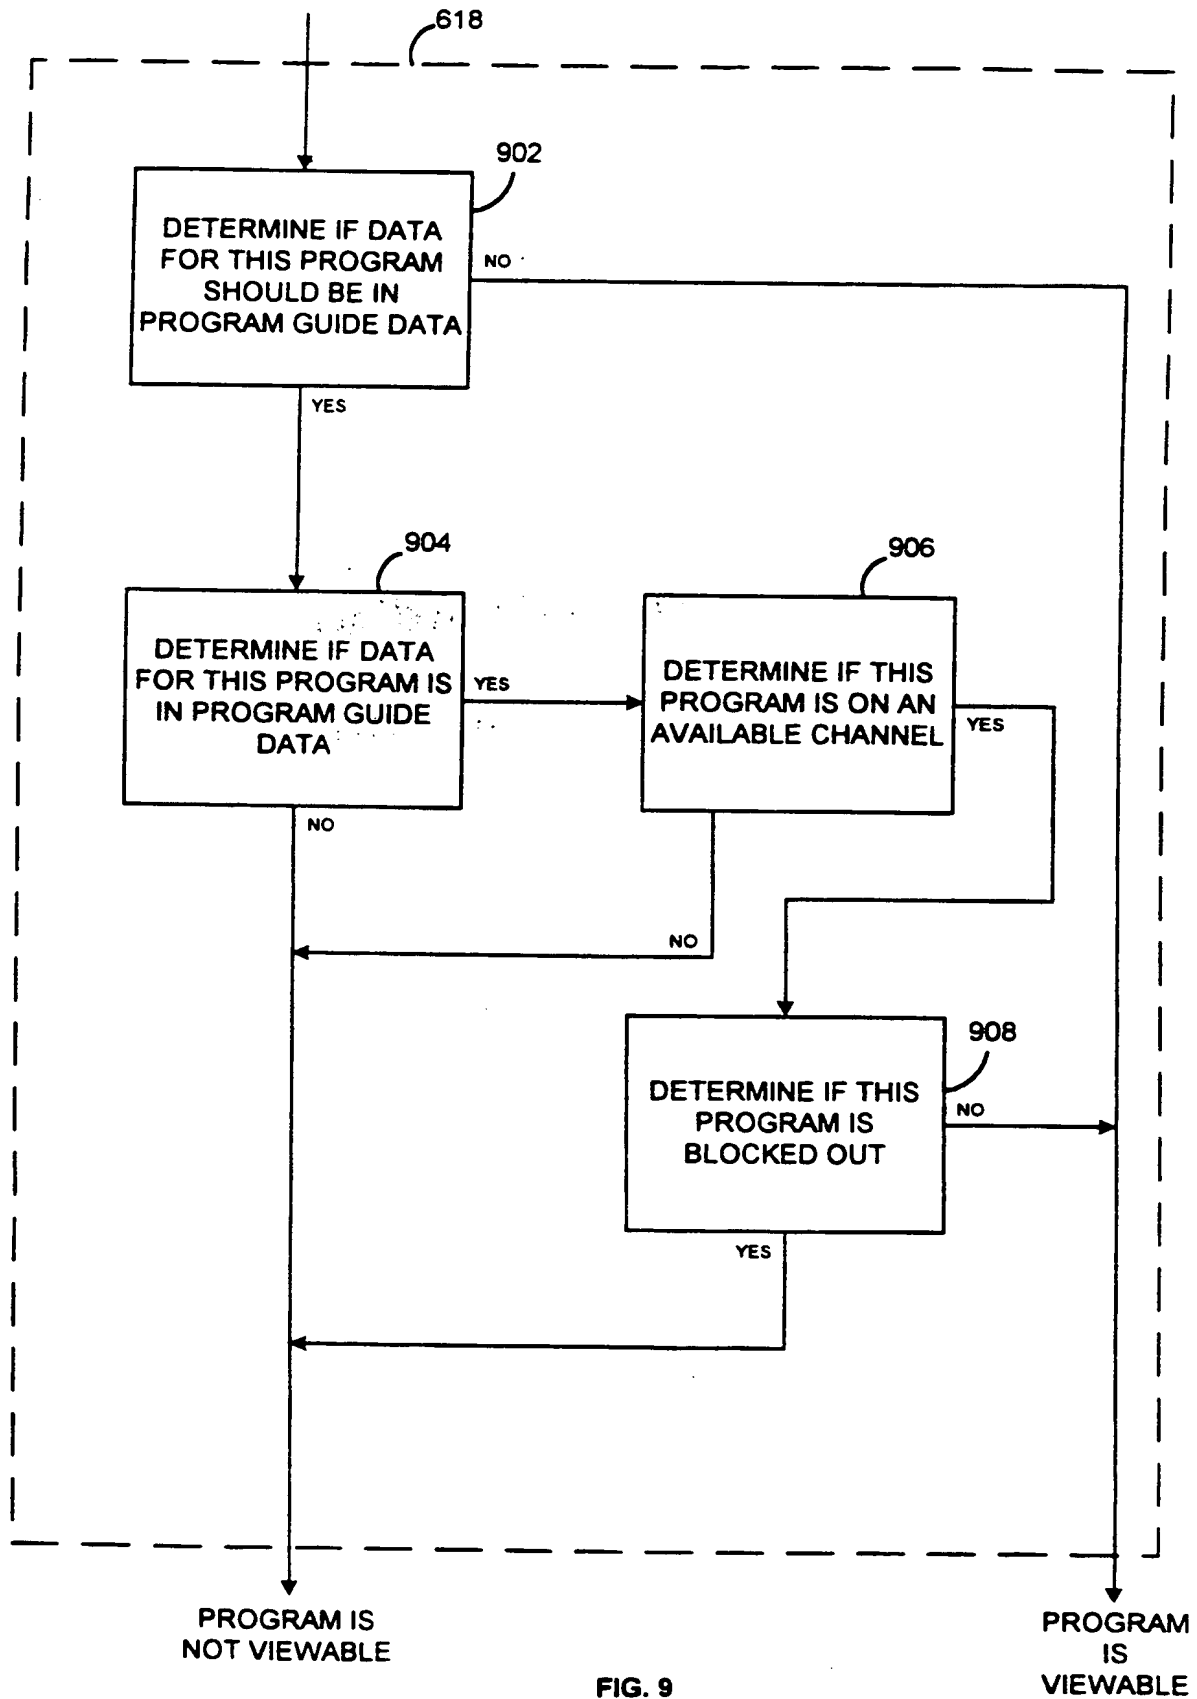 618
902
DETERMINE IF DATA
FOR THIS PROGRAM
SHOULD BE IN
PROGRAM GUIDE DATA
NO
YES
904
DETERMINE IF DATA
FOR THIS PROGRAM IS
IN PROGRAM GUIDE
DATA
YES
NO
906
DETERMINE IF THIS
PROGRAM IS ON AN
AVAILABLE CHANNEL
YES
NO
908
DETERMINE IF THIS
PROGRAM IS
BLOCKED OUT
NO
YES
PROGRAM IS
NOT VIEWABLE
PROGRAM
IS
VIEWABLE
FIG. 9